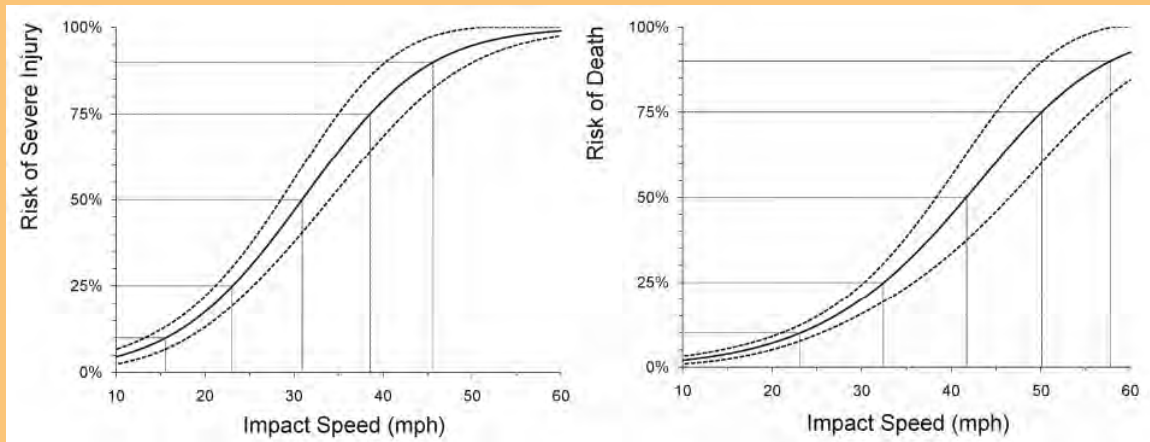 Risk of Severe Injury
100%
75%
50%
25%
0%
10 20 30 40 50 60
Impact Speed (mph)
Risk of Death
100%
75%
50%
25%
0%
10 20 30 40 50 60
Impact Speed (mph)